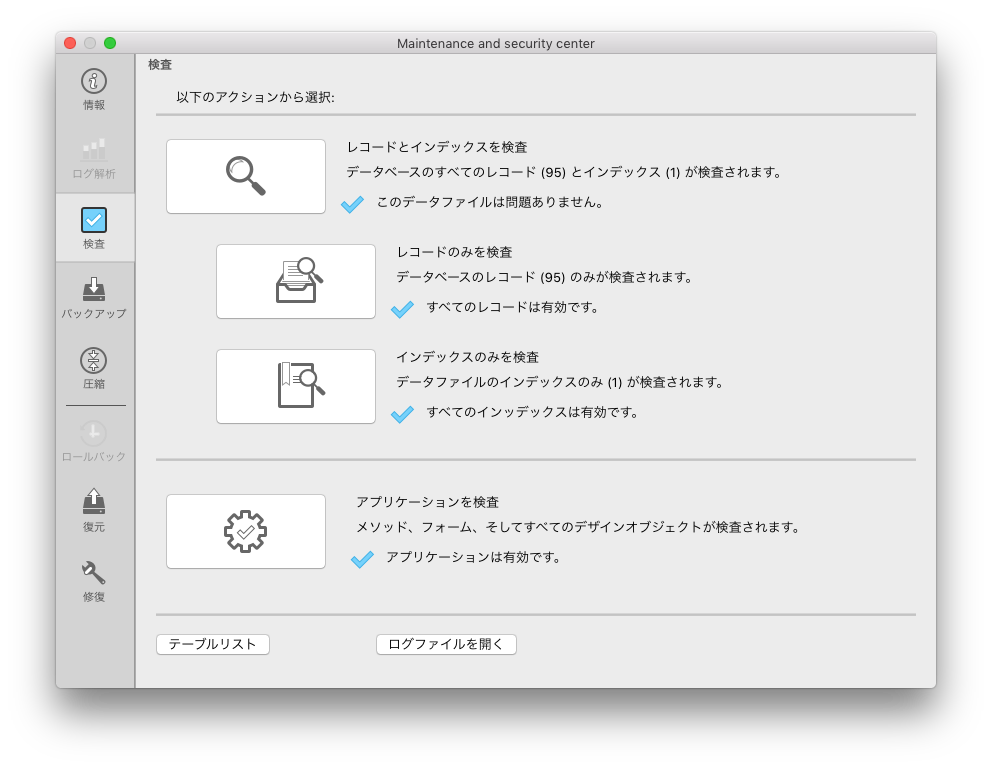 Maintenance and security center
情報
ログ解析
検査
バックアップ
圧縮
ロールバック
復元
修復
検査
以下のアクションから選択:
レコードとインデックスを検査
データベースのすべてのレコード (95) とインデックス (1) が検査されます。
このデータファイルは問題ありません。
レコードのみを検査
データベースのレコード (95) のみが検査されます。
すべてのレコードは有効です。
インデックスのみを検査
データファイルのインデックスのみ (1) が検査されます。
すべてのインッデックスは有効です。
アプリケーションを検査
メソッド、フォーム、そしてすべてのデザインオブジェクトが検査されます。
アプリケーションは有効です。
テーブルリスト
ログファイルを開く